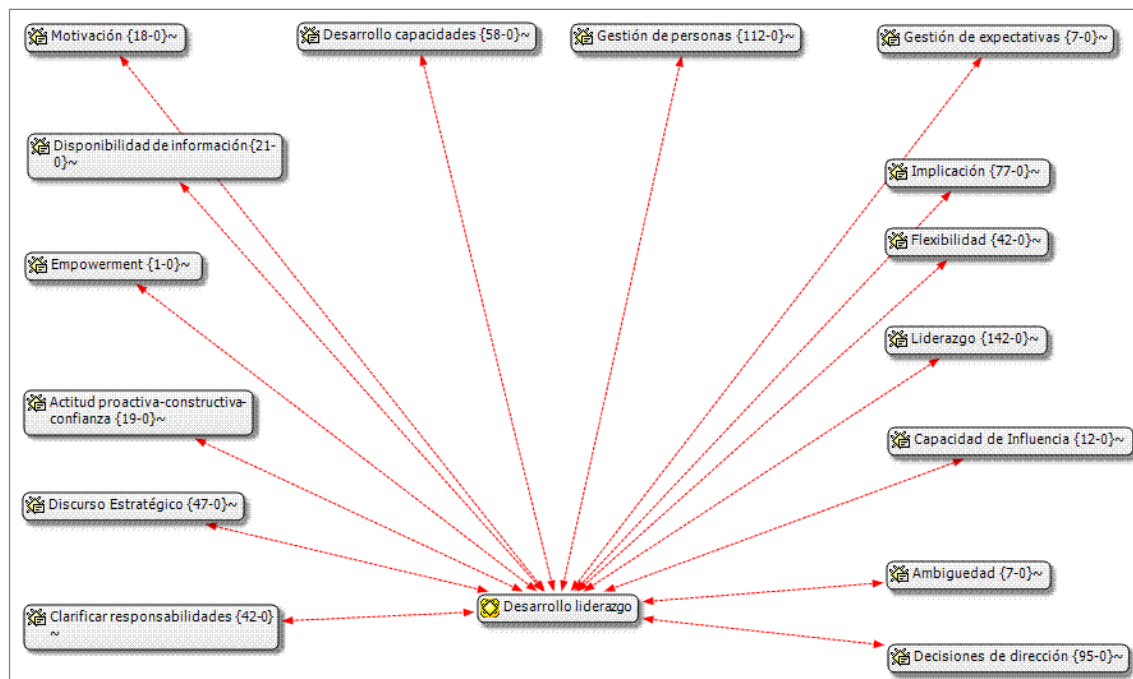 Motivación {18-0}~
Desarrollo capacidades {58-0}~
Gestión de personas {112-0}~
Gestión de expectativas {7-0}~
Disponibilidad de información {21-
0}~
Implicación {77-0}~
Flexibilidad {42-0}~
Empowerment {1-0}~
Liderazgo {142-0}~
Actitud proactiva-constructiva-
confianza {19-0}~
Capacidad de Influencia {12-0}~
Discurso Estratégico {47-0}~
Ambiguedad {7-0}~
Desarrollo liderazgo
Clarificar responsabilidades {42-0}
~
Decisiones de dirección {95-0}~